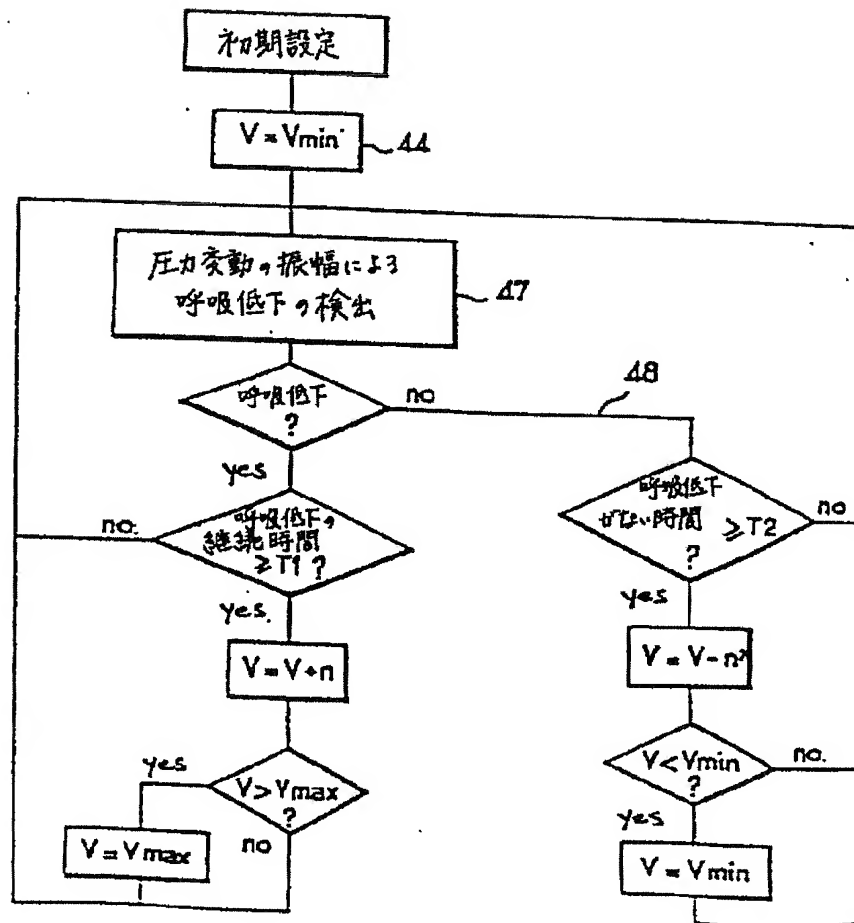 初期設定
V = Vmin
44
圧力変動の振幅による
呼吸低下の検出
47
呼吸低下
?
no
48
yes
呼吸低下の
継続時間
≥ T1 ?
no.
yes.
V = V+n
V > Vmax
?
yes
no
V = Vmax
呼吸低下
がない時間 ≥ T2
?
no
yes
V = V-n'
V < Vmin
?
no.
yes
V = Vmin